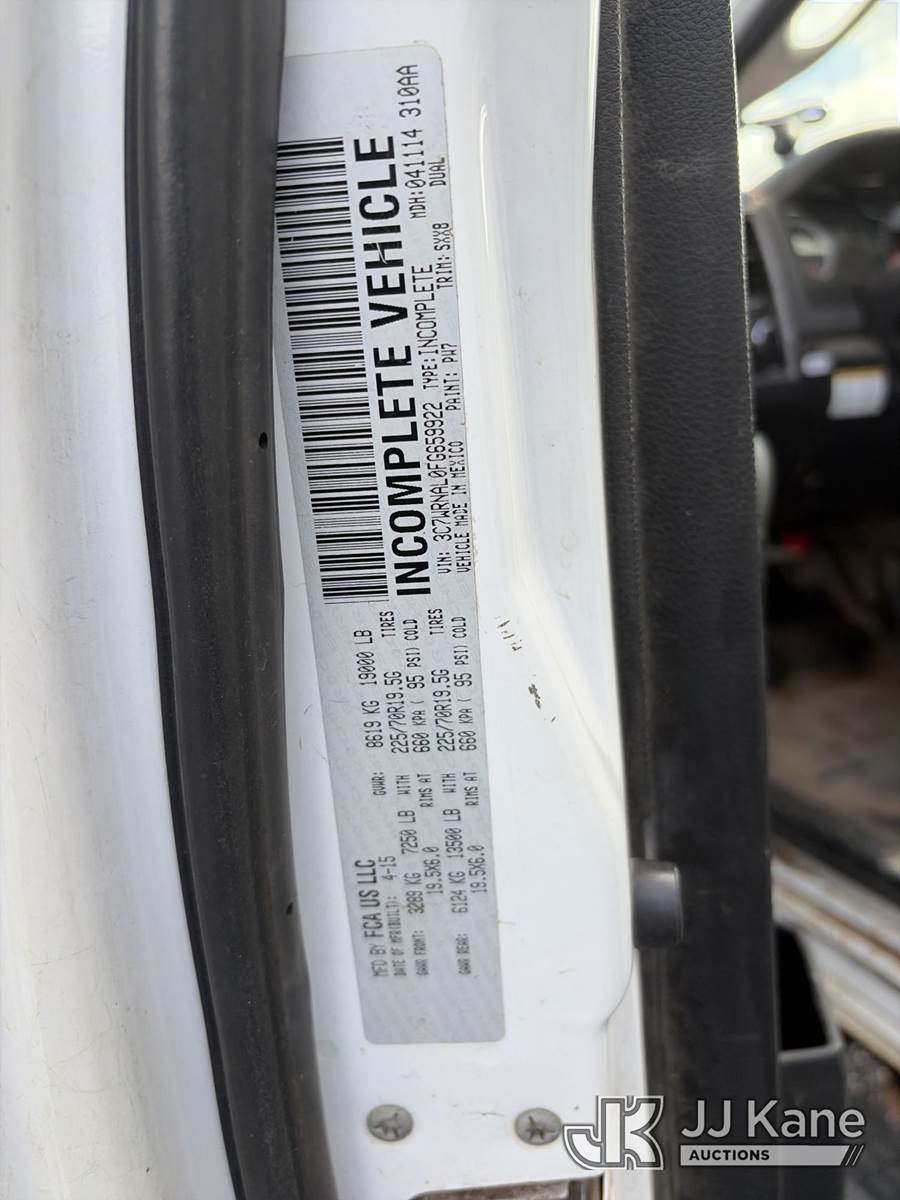 MFD BY FCA US LLC
DATE OF MFR(BUILT): 4-15
GVWR: 8619 KG 19000 LB
GAWR FRONT: 3289 KG 7250 LB WITH 225/70R19.5G TIRES
19.5X6.0 RIMS AT 660 KPA ( 95 PSI) COLD
GAWR REAR: 6124 KG 13500 LB WITH 225/70R19.5G TIRES
19.5X6.0 RIMS AT 660 KPA ( 95 PSI) COLD
INCOMPLETE VEHICLE
VIN: 3C7WRNAL0FG659922 TYPE:INCOMPLETE MDH:041114 310AA
VEHICLE MADE IN MEXICO PAINT: PW7 TRIM: SXX8 DUAL
JK JJ Kane
AUCTIONS